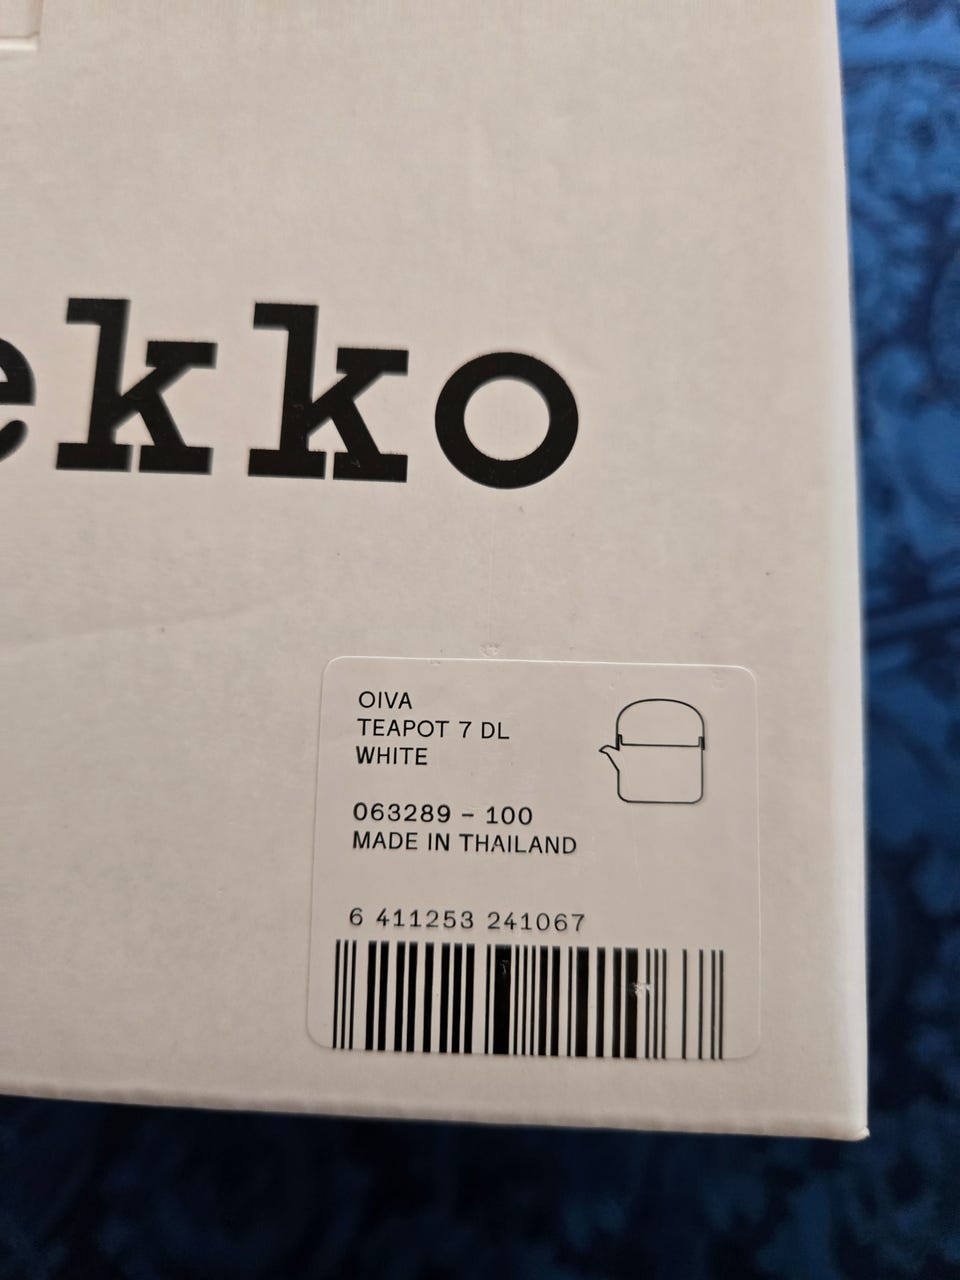 ekko
OIVA
TEAPOT 7 DL
WHITE
063289 – 100
MADE IN THAILAND
6 411253 241067